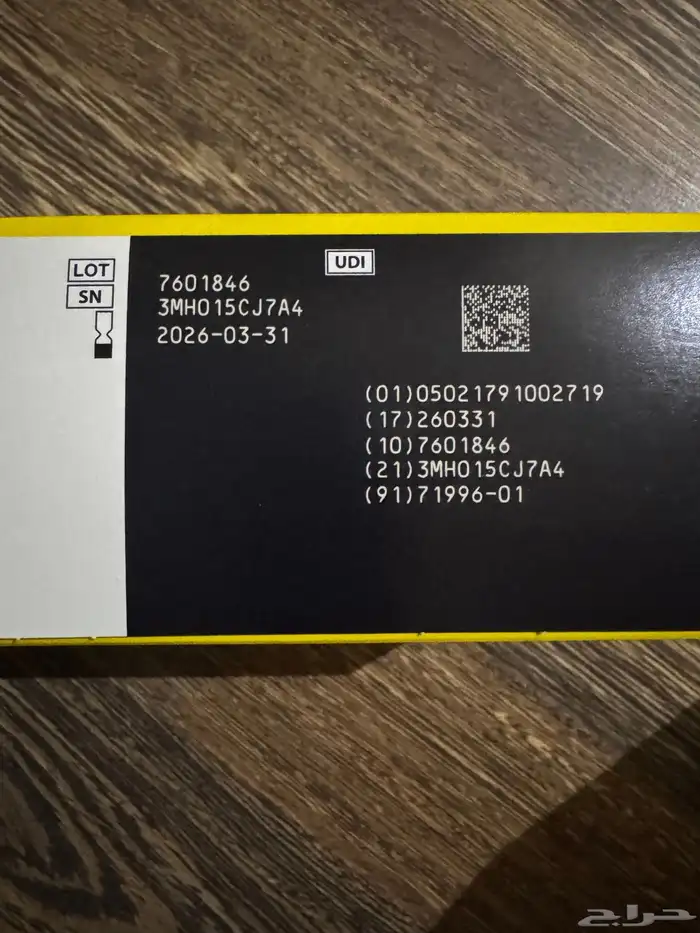 LOT
SN
7601846
3MH015CJ7A4
2026-03-31
UDI
(01)05021791002719
(17)260331
(10)7601846
(21)3MH015CJ7A4
(91)71996-01
حراج